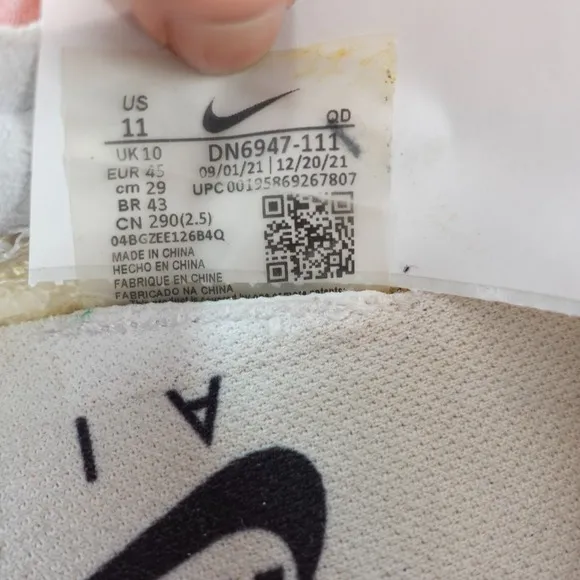 US
11
QD
UK 10
DN6947-111
EUR 45
09/01/21 | 12/20/21
cm 29
UPC 00195869267807
BR 43
CN 290(2.5)
04BGZEE126B4Q
MADE IN CHINA
HECHO EN CHINA
FABRIQUE EN CHINE
FABRICADO NA CHINA
AI